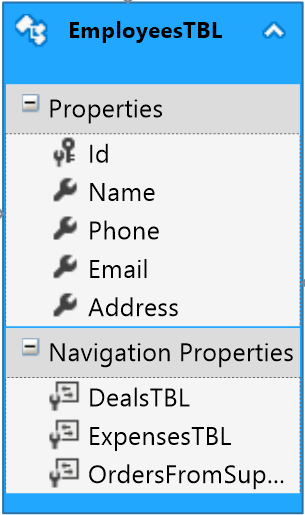 EmployeesTBL
Properties
Id
Name
Phone
Email
Address
Navigation Properties
DealsTBL
ExpensesTBL
OrdersFromSup...